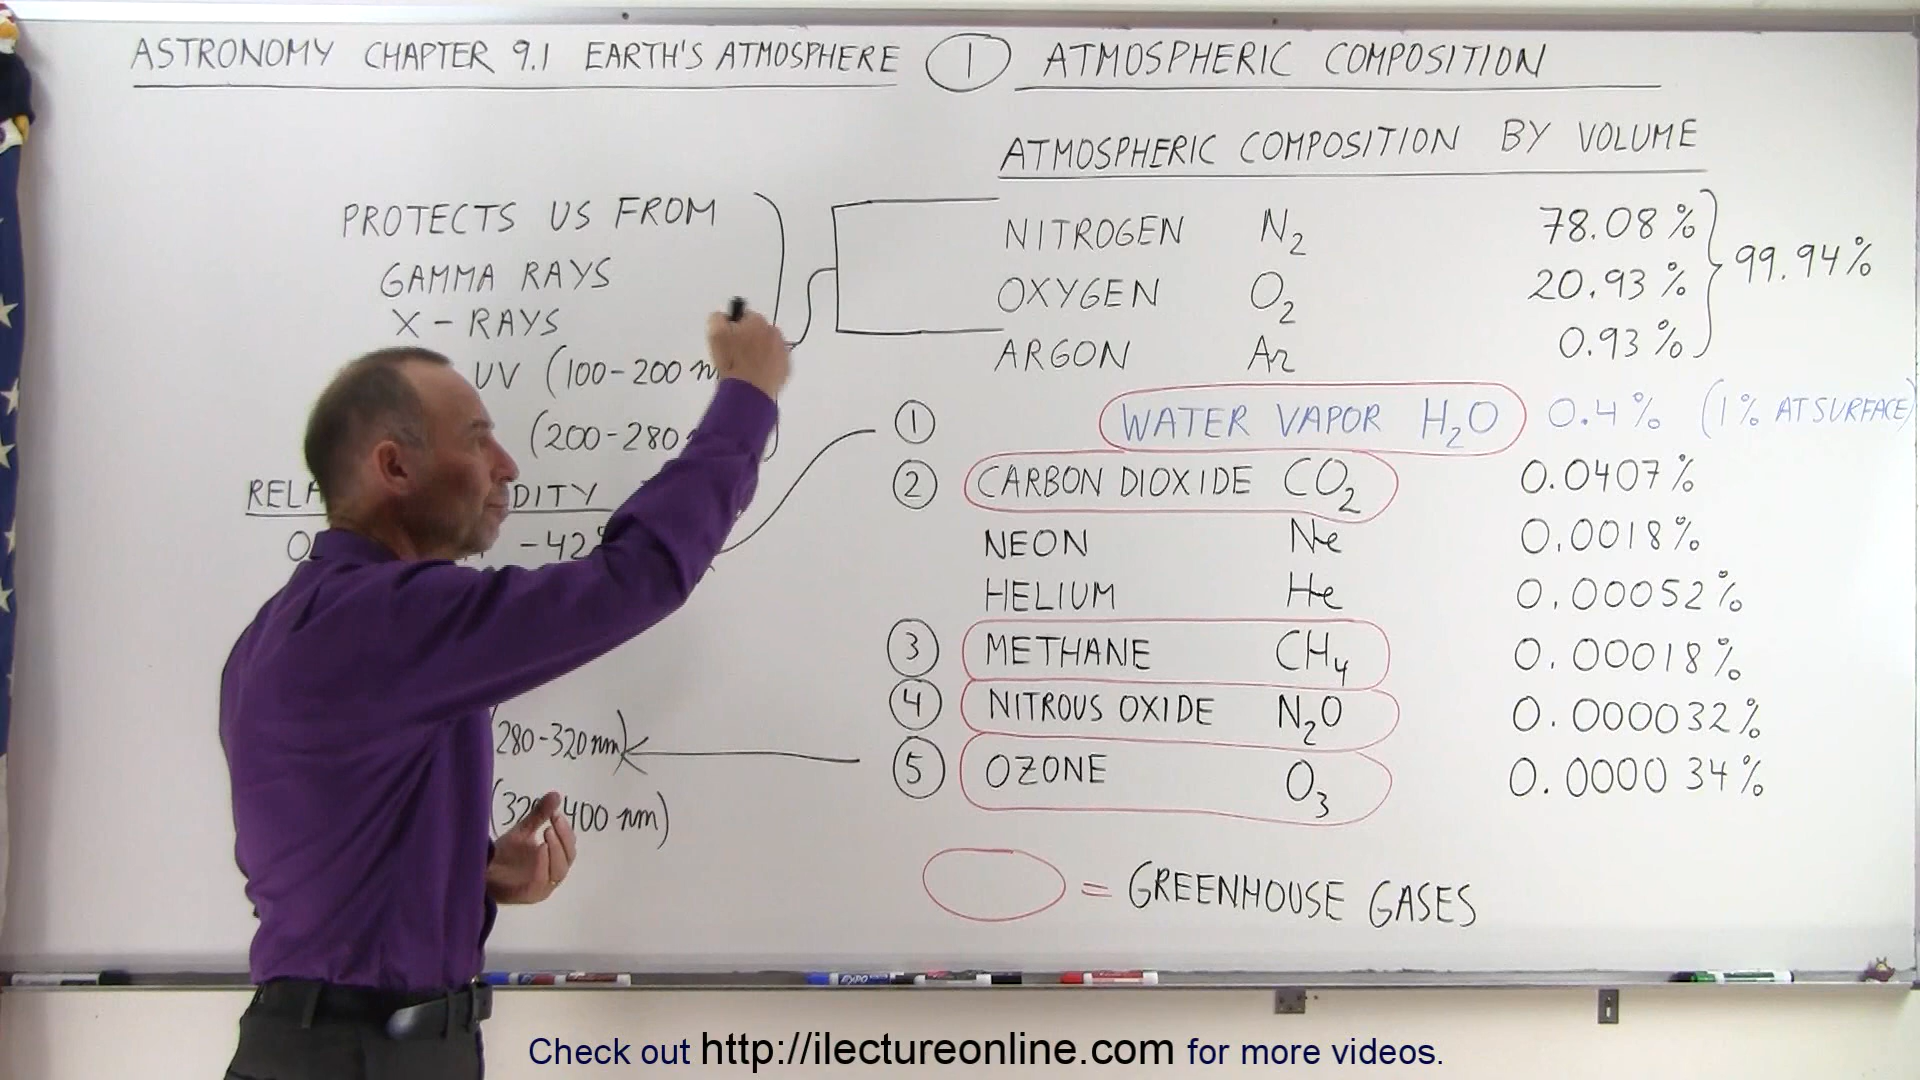 ASTRONOMY CHAPTER 9.1 EARTH'S ATMOSPHERE 1 ATMOSPHERIC COMPOSITION
ATMOSPHERIC COMPOSITION BY VOLUME
PROTECTS US FROM
GAMMA RAYS
X-RAYS
UV (100-200
(200-280
-42
280-320nm)
400 nm)
NITROGEN N2 78.08%
OXYGEN O2 20.93% 99.94%
ARGON Ar 0.93%
1 WATER VAPOR H2O 0.4% (1% AT SURFACE)
2 CARBON DIOXIDE CO2 0.0407%
NEON Ne 0.0018%
HELIUM He 0.00052%
3 METHANE CH4 0.00018%
4 NITROUS OXIDE N2O 0.000032%
5 OZONE O3 0.0000034%
= GREENHOUSE GASES
EXPO
Check out http://ilectureonline.com for more videos.